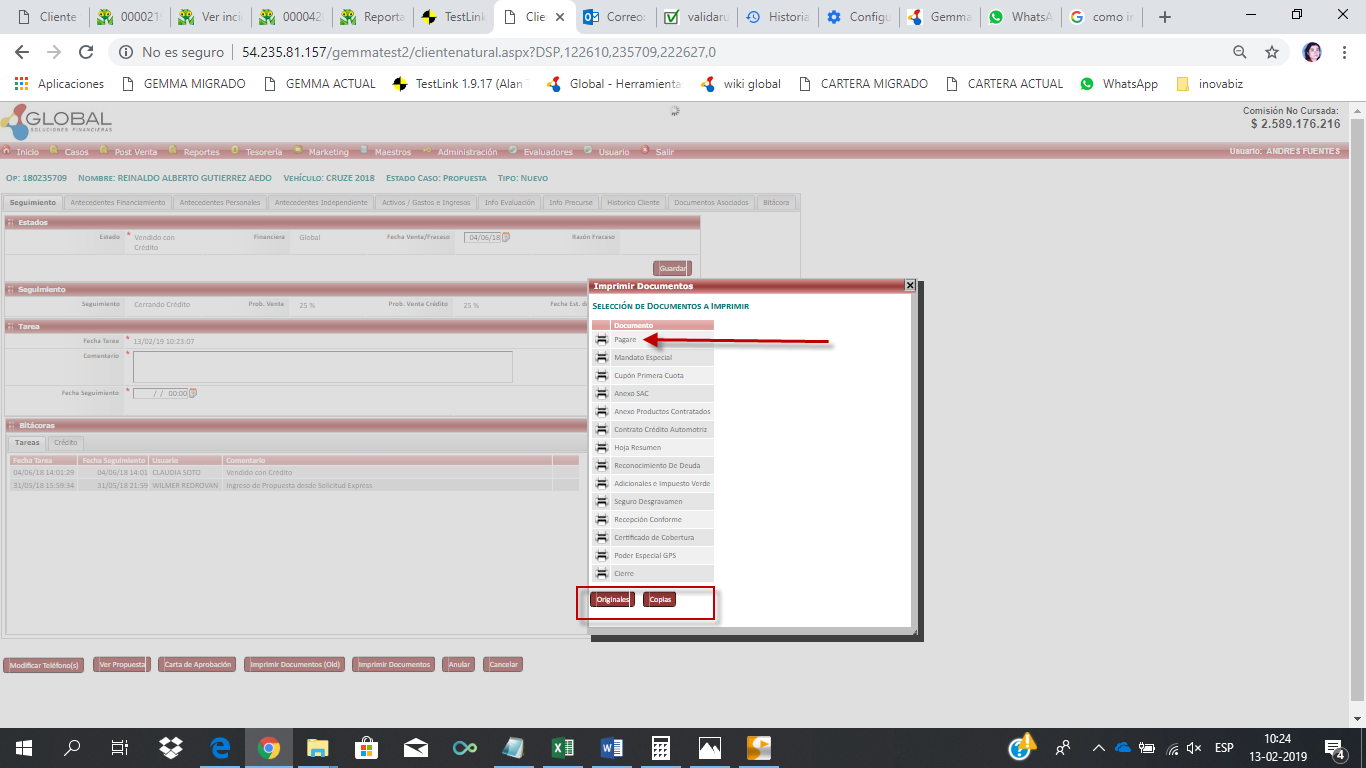 Cliente
000021
Ver inci
000042
Reporta
TestLink
Clie
Correo:
validaru
Historia
Configu
Gemma
WhatsA
como ir
No es seguro
54.235.81.157/gemmatest2/clientenatural.aspx?DSP,122610,235709,222627,0
Aplicaciones
GEMMA MIGRADO
GEMMA ACTUAL
TestLink 1.9.17 (Alan
Global - Herramienta
wiki global
CARTERA MIGRADO
CARTERA ACTUAL
WhatsApp
inovabiz
GLOBAL
SOLUCIONES FINANCIERAS
Comisión No Cursada:
$ 2.589.176.216
Inicio
Casos
Post Venta
Reportes
Tesorería
Marketing
Maestros
Administración
Evaluadores
Usuario
Salir
Usuario: ANDRES FUENTES
Op: 180235709 Nombre: REINALDO ALBERTO GUTIERREZ AEDO Vehículo: CRUZE 2018 Estado Caso: Propuesta Tipo: Nuevo
Seguimiento
Antecedentes Financiamiento
Antecedentes Personales
Antecedentes Independiente
Activos / Gastos e Ingresos
Info Evaluación
Info Precurse
Historico Cliente
Documentos Asociados
Bitácora
Estados
Estado * Vendido con Crédito
Financiera Global
Fecha Venta/Fracaso 04/06/18
Razón Fracaso
Guardar
Seguimiento
Seguimiento Cerrando Crédito
Prob. Venta 25 %
Prob. Venta Crédito 25 %
Fecha Est. d
Tarea
Fecha Tarea * 13/02/19 10:23:07
Comentario *
Fecha Seguimiento * / / 00:00
Bitácoras
Tareas
Crédito
Fecha Tarea Fecha Seguimiento Usuario Comentario
04/06/18 14:01:29 04/06/18 14:01 CLAUDIA SOTO Vendido con Crédito
31/05/18 15:59:34 31/05/18 21:59 WILMER REDROVAN Ingreso de Propuesta desde Solicitud Express
Imprimir Documentos
Selección de Documentos a Imprimir
Documento
Pagare
Mandato Especial
Cupón Primera Cuota
Anexo SAC
Anexo Productos Contratados
Contrato Crédito Automotriz
Hoja Resumen
Reconocimiento De Deuda
Adicionales e Impuesto Verde
Seguro Desgravamen
Recepción Conforme
Certificado de Cobertura
Poder Especial GPS
Cierre
Originales
Copias
Modificar Teléfono(s)
Ver Propuesta
Carta de Aprobación
Imprimir Documentos (Old)
Imprimir Documentos
Anular
Cancelar
ESP
10:24
13-02-2019
4